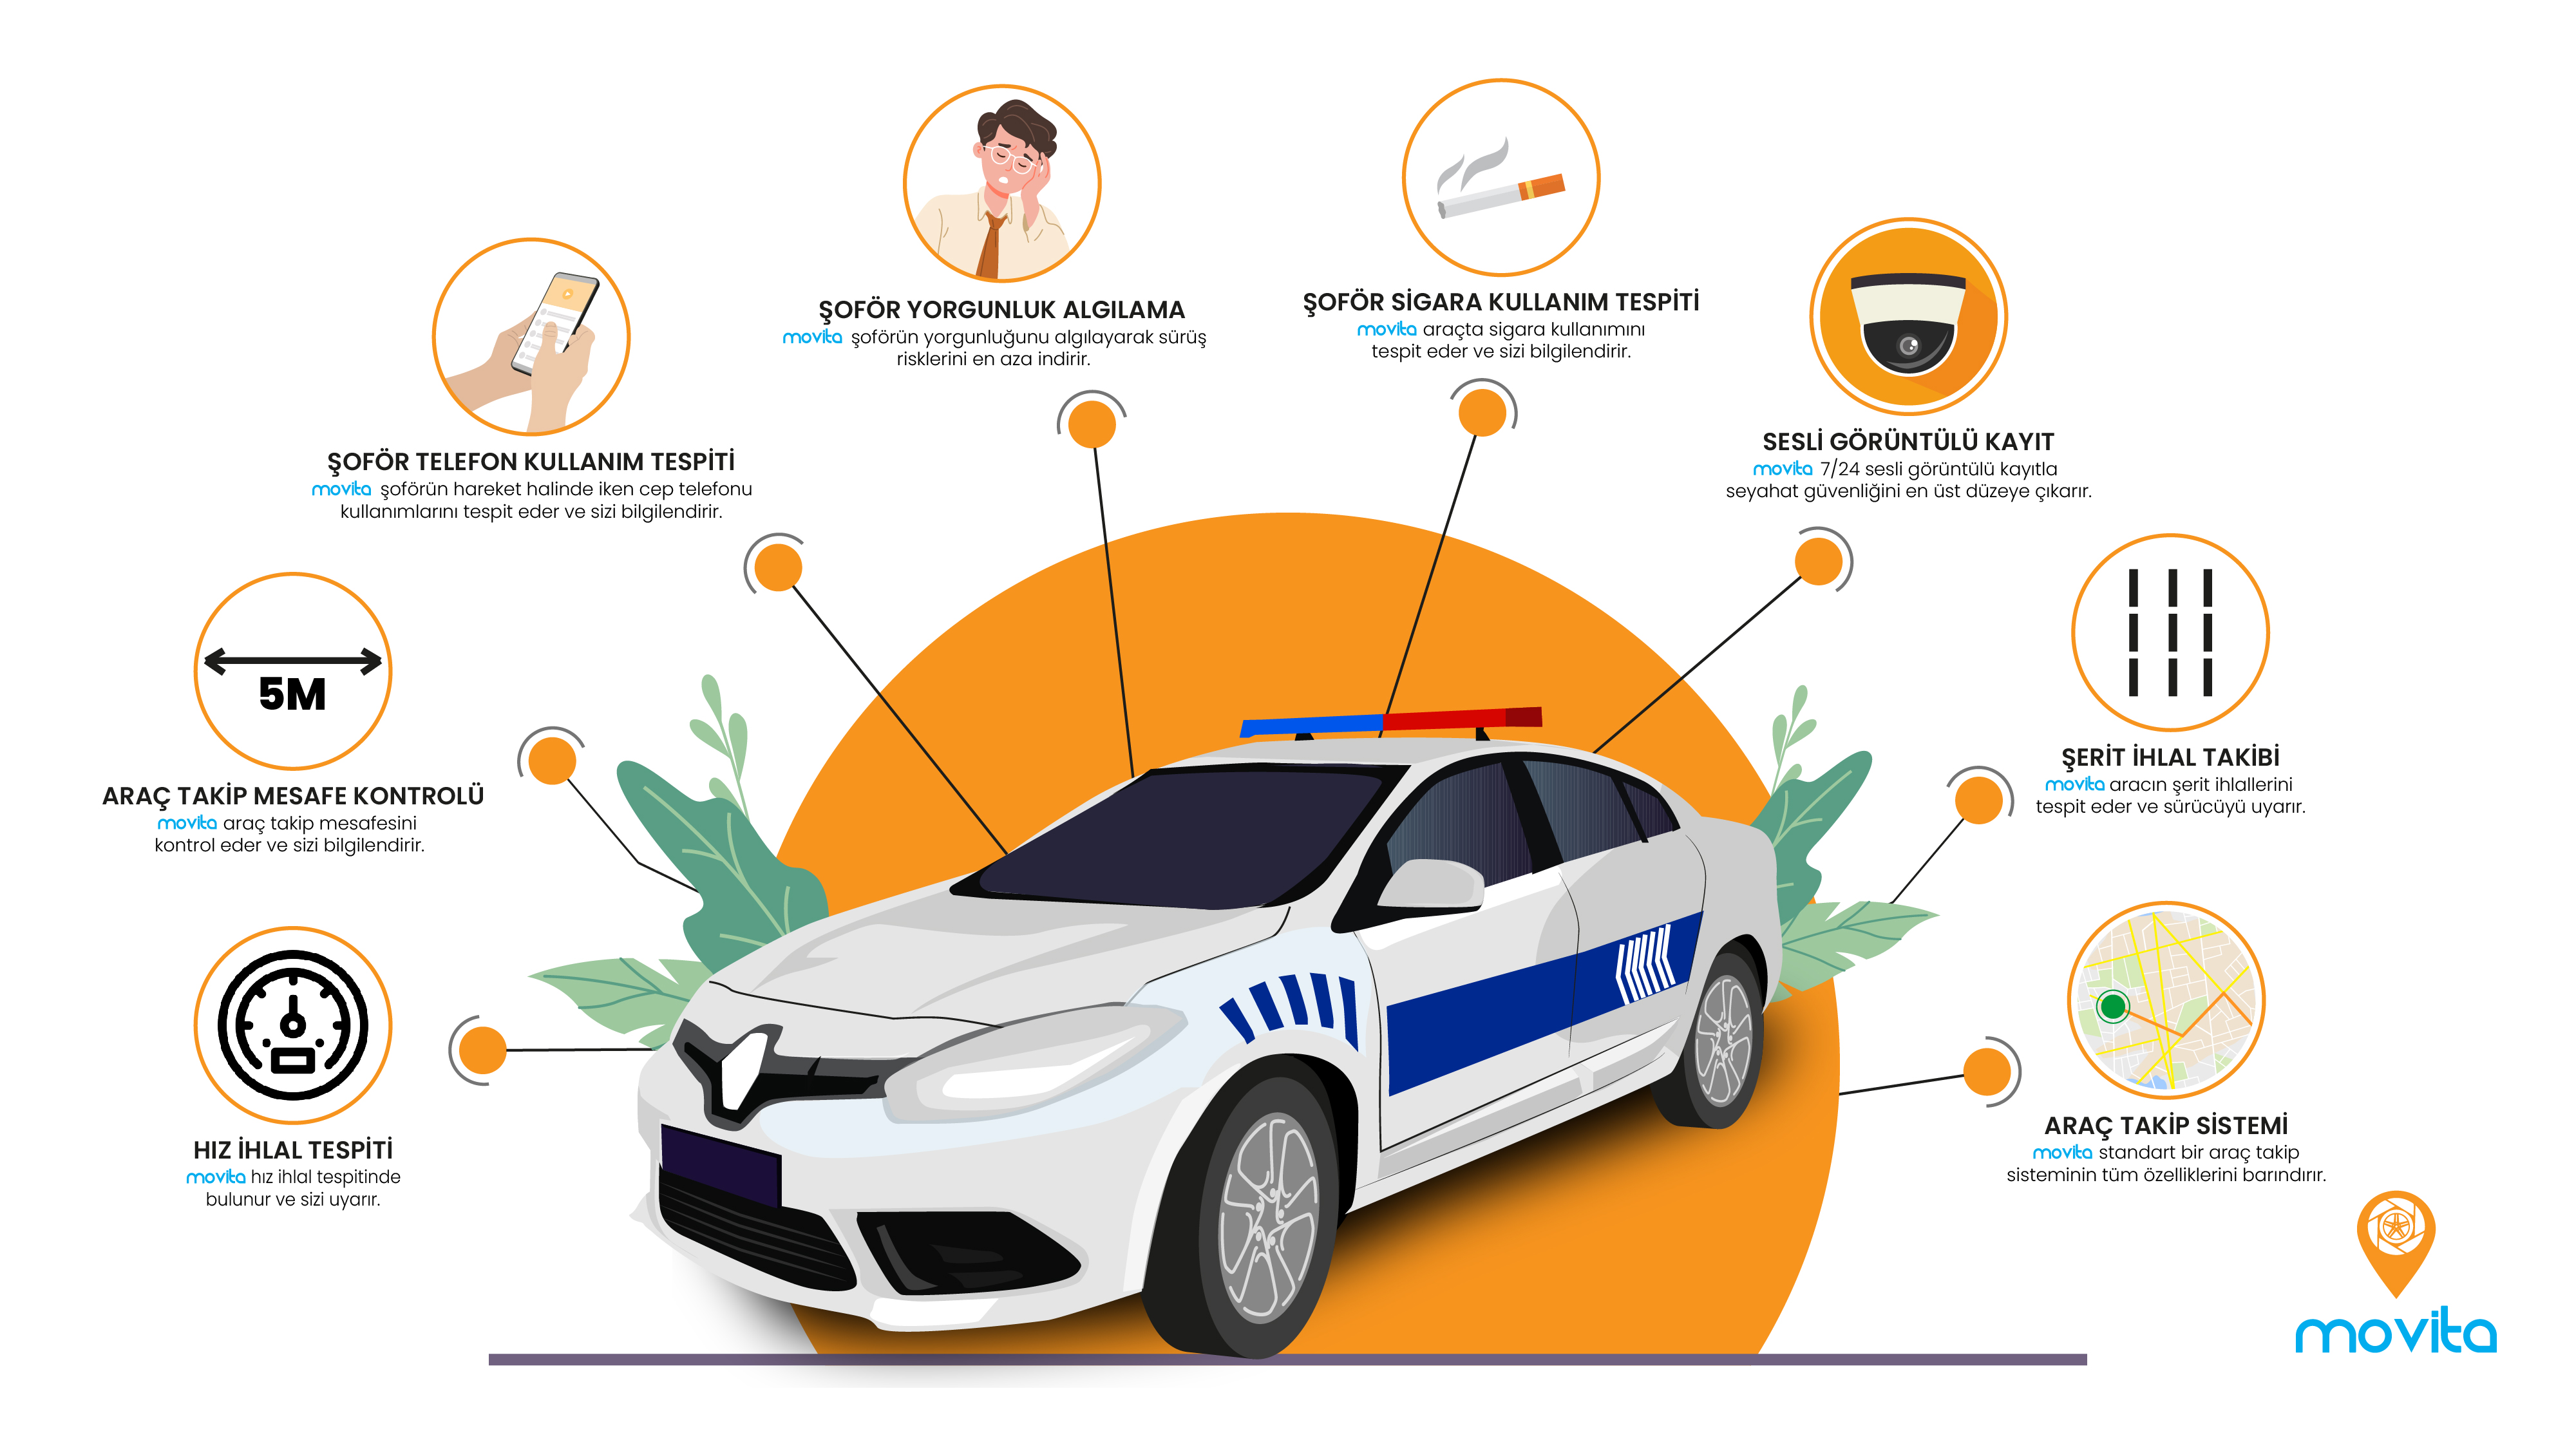 ŞOFÖR YORGUNLUK ALGILAMA
movita şoförün yorgunluğunu algılayarak sürüş
risklerini en aza indirir.
ŞOFÖR SİGARA KULLANIM TESPİTİ
movita araçta sigara kullanımını
tespit eder ve sizi bilgilendirir.
ŞOFÖR TELEFON KULLANIM TESPİTİ
movita şoförün hareket halinde iken cep telefonu
kullanımlarını tespit eder ve sizi bilgilendirir.
SESLİ GÖRÜNTÜLÜ KAYIT
movita 7/24 sesli görüntülü kayıtla
seyahat güvenliğini en üst düzeye çıkarır.
5M
ARAÇ TAKİP MESAFE KONTROLÜ
movita araç takip mesafesini
kontrol eder ve sizi bilgilendirir.
ŞERİT İHLAL TAKİBİ
movita aracın şerit ihlallerini
tespit eder ve sürücüyü uyarır.
HIZ İHLAL TESPİTİ
movita hız ihlal tespitinde
bulunur ve sizi uyarır.
ARAÇ TAKİP SİSTEMİ
movita standart bir araç takip
sisteminin tüm özelliklerini barındırır.
movita